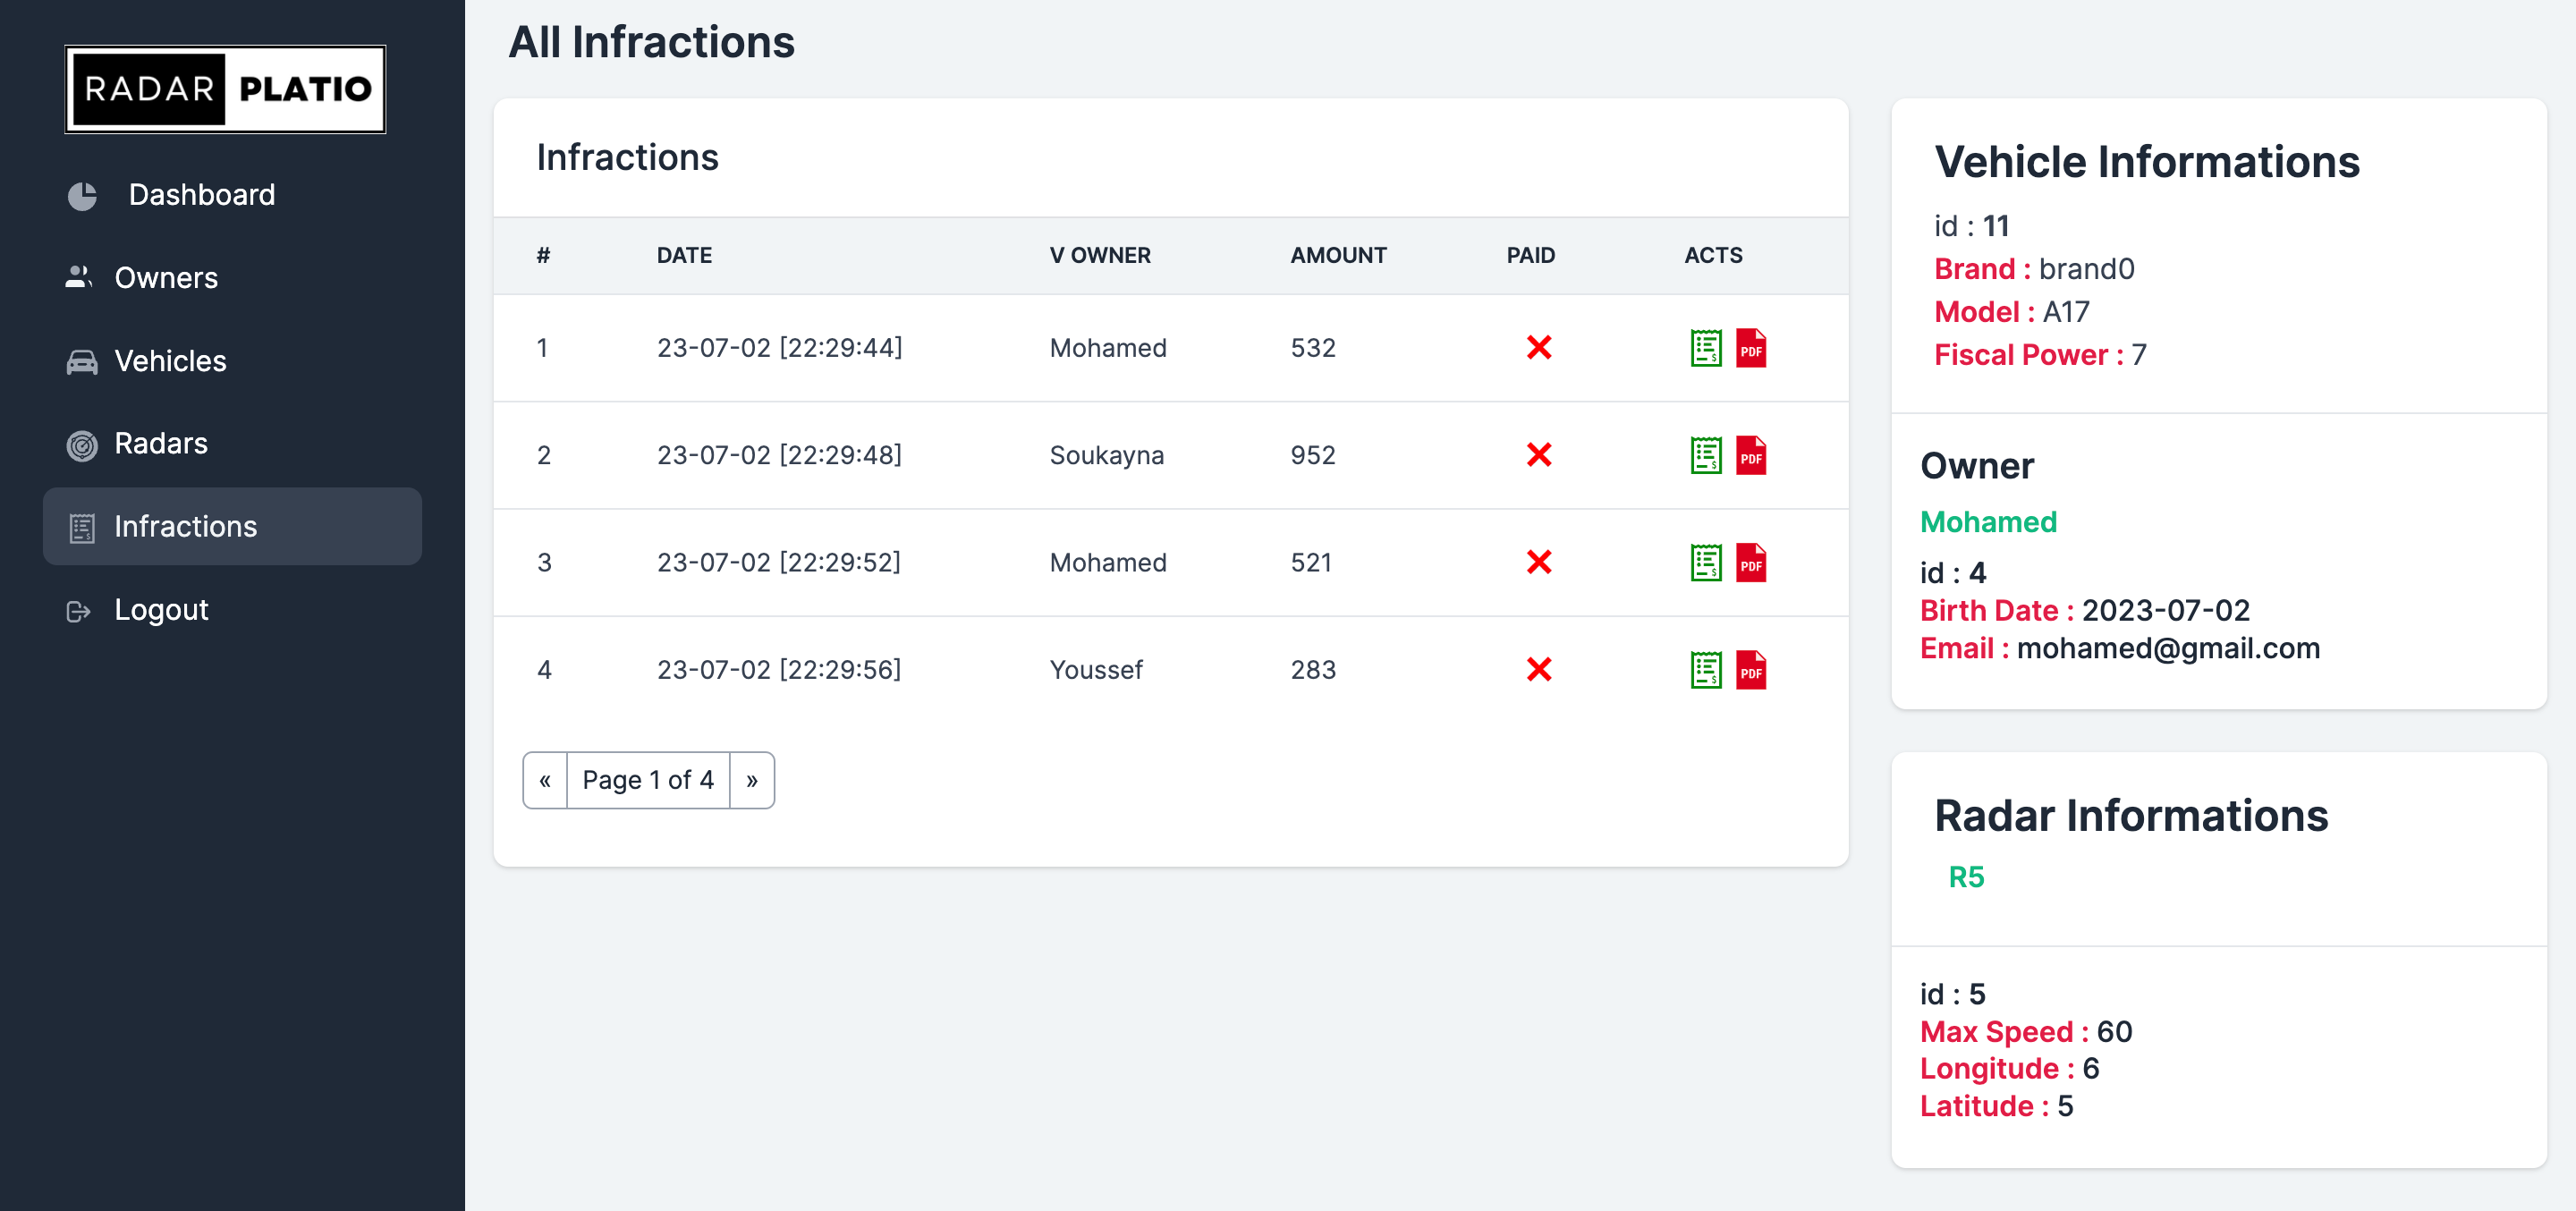 RADAR PLATIO
Dashboard
Owners
Vehicles
Radars
Infractions
Logout
All Infractions
Infractions
# DATE V OWNER AMOUNT PAID ACTS
1 23-07-02 [22:29:44] Mohamed 532 PDF
2 23-07-02 [22:29:48] Soukayna 952 PDF
3 23-07-02 [22:29:52] Mohamed 521 PDF
4 23-07-02 [22:29:56] Youssef 283 PDF
« Page 1 of 4 »
Vehicle Informations
id : 11
Brand : brand0
Model : A17
Fiscal Power : 7
Owner
Mohamed
id : 4
Birth Date : 2023-07-02
Email : mohamed@gmail.com
Radar Informations
R5
id : 5
Max Speed : 60
Longitude : 6
Latitude : 5